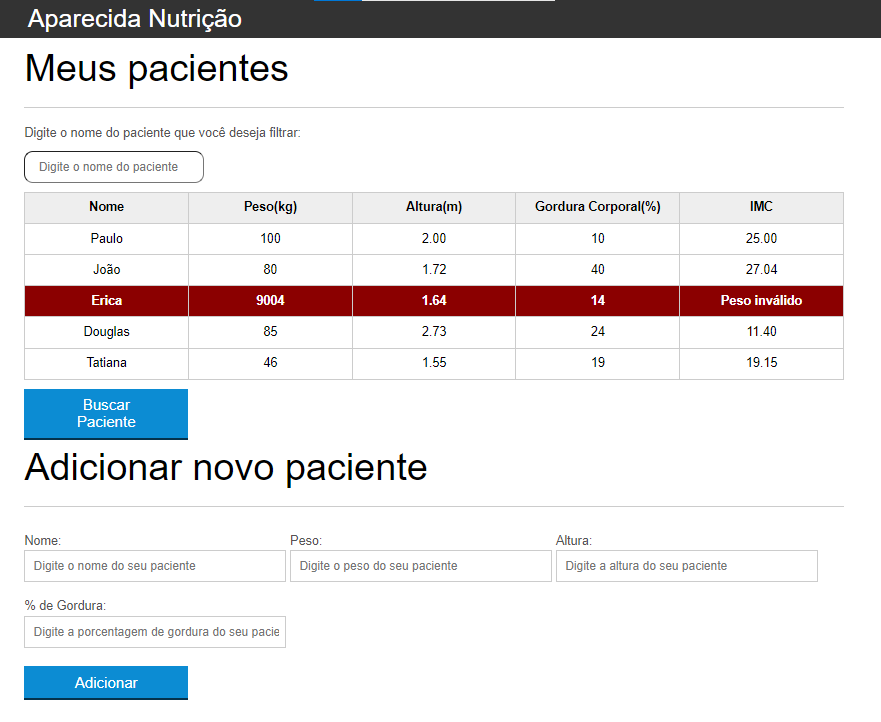 Aparecida Nutrição
Meus pacientes
Digite o nome do paciente que você deseja filtrar:
Digite o nome do paciente
Nome Peso(kg) Altura(m) Gordura Corporal(%) IMC
Paulo 100 2.00 10 25.00
João 80 1.72 40 27.04
Erica 9004 1.64 14 Peso inválido
Douglas 85 2.73 24 11.40
Tatiana 46 1.55 19 19.15
Buscar
Paciente
Adicionar novo paciente
Nome: Peso: Altura:
Digite o nome do seu paciente Digite o peso do seu paciente Digite a altura do seu paciente
% de Gordura:
Digite a porcentagem de gordura do seu pacie
Adicionar